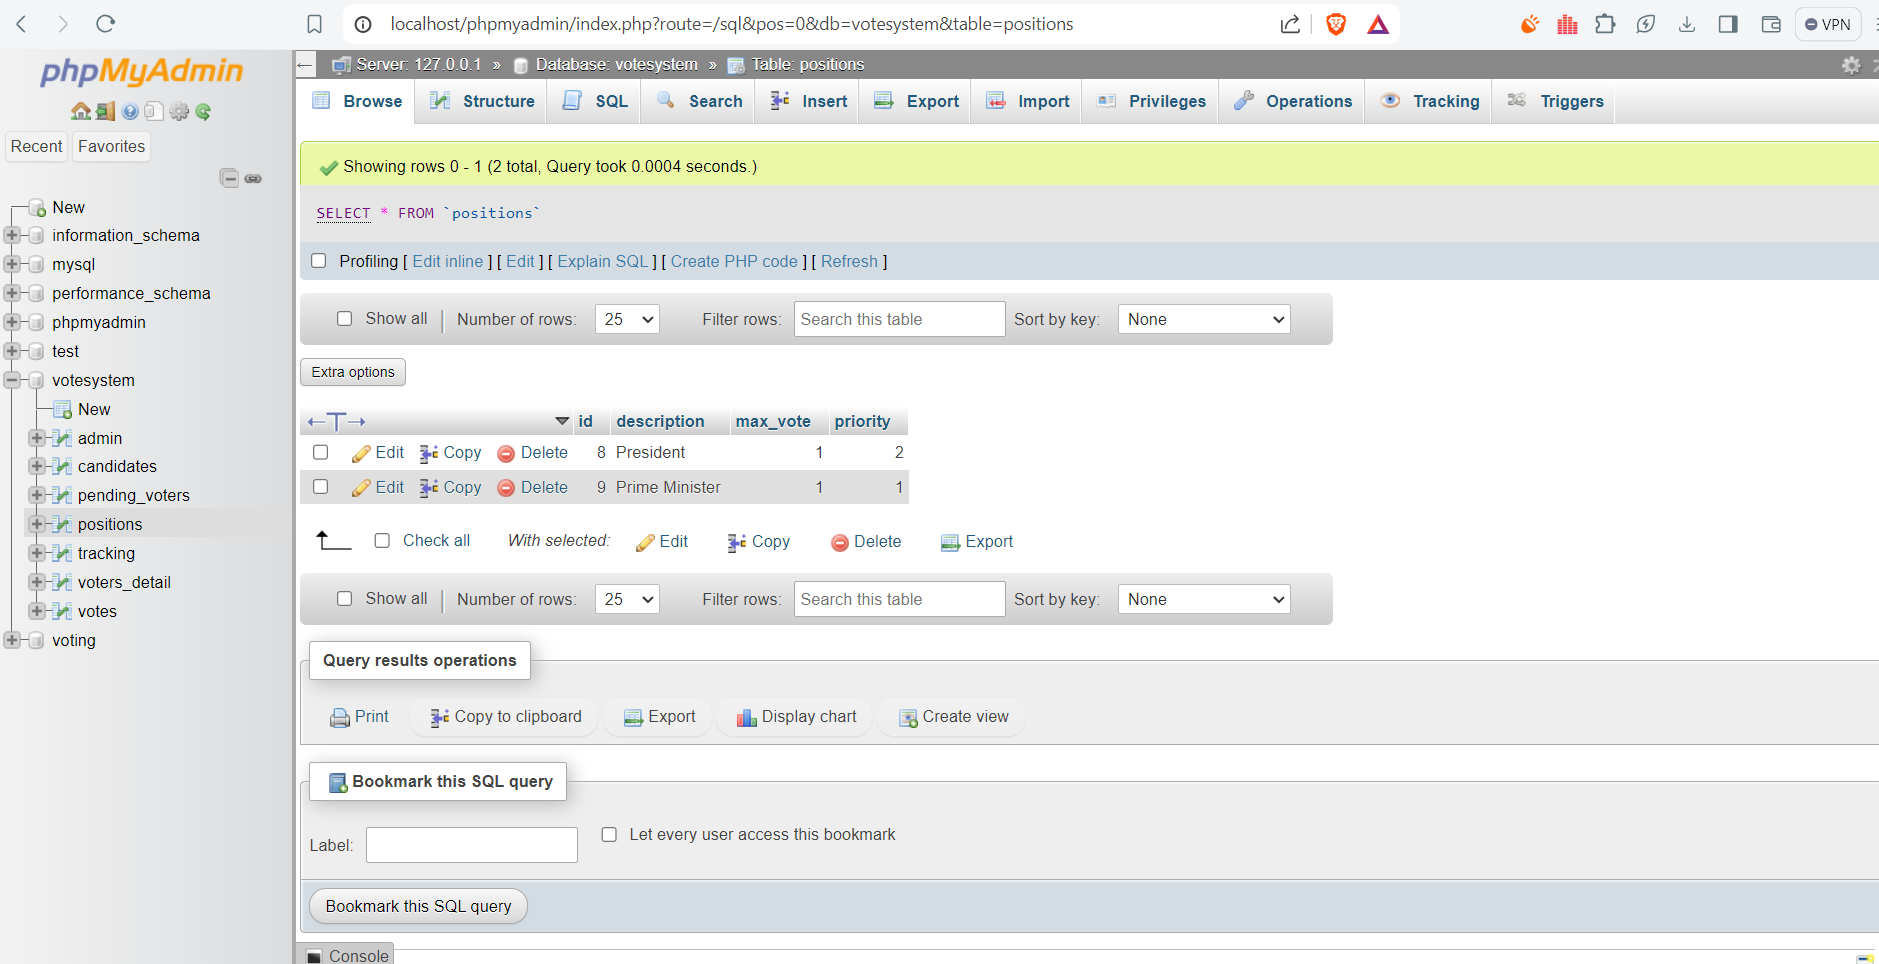 localhost/phpmyadmin/index.php?route=/sql&pos=0&db=votesystem&table=positions
VPN
phpMyAdmin
Recent Favorites
New
information_schema
mysql
performance_schema
phpmyadmin
test
votesystem
New
admin
candidates
pending_voters
positions
tracking
voters_detail
votes
voting
Server: 127.0.0.1 » Database: votesystem » Table: positions
Browse Structure SQL Search Insert Export Import Privileges Operations Tracking Triggers
Showing rows 0 - 1 (2 total, Query took 0.0004 seconds.)
SELECT * FROM `positions`
Profiling [ Edit inline ] [ Edit ] [ Explain SQL ] [ Create PHP code ] [ Refresh ]
Show all | Number of rows: 25 Filter rows: Search this table Sort by key: None
Extra options
←T→ id description max_vote priority
Edit Copy Delete 8 President 1 2
Edit Copy Delete 9 Prime Minister 1 1
Check all With selected: Edit Copy Delete Export
Show all | Number of rows: 25 Filter rows: Search this table Sort by key: None
Query results operations
Print Copy to clipboard Export Display chart Create view
Bookmark this SQL query
Label: Let every user access this bookmark
Bookmark this SQL query
Console